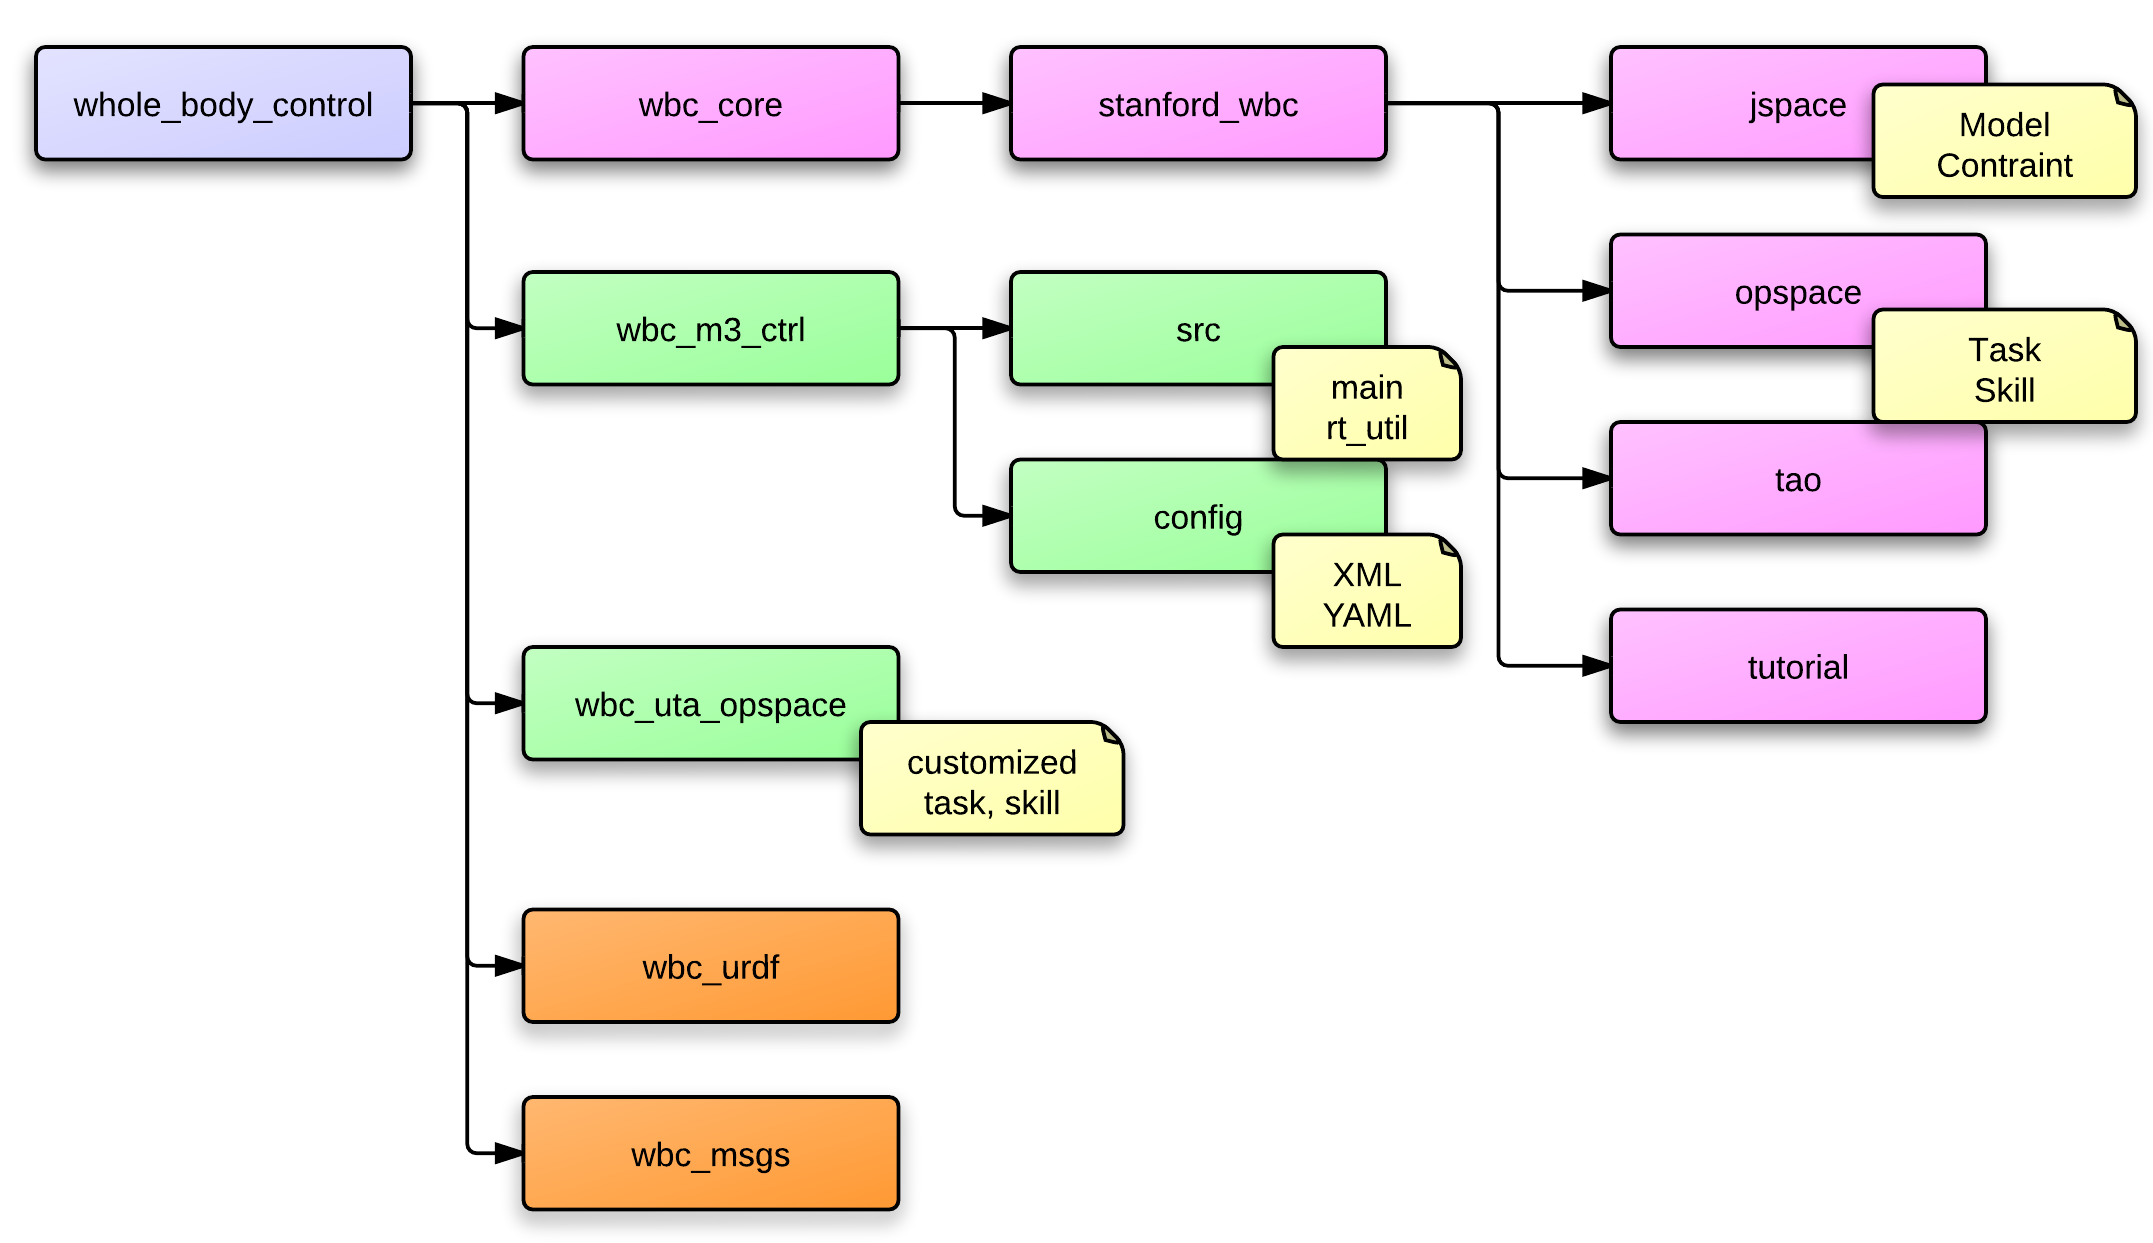 whole_body_control
wbc_core
stanford_wbc
jspace
Model
Contraint
opspace
Task
Skill
wbc_m3_ctrl
src
main
rt_util
config
XML
YAML
tao
tutorial
wbc_uta_opspace
customized
task, skill
wbc_urdf
wbc_msgs